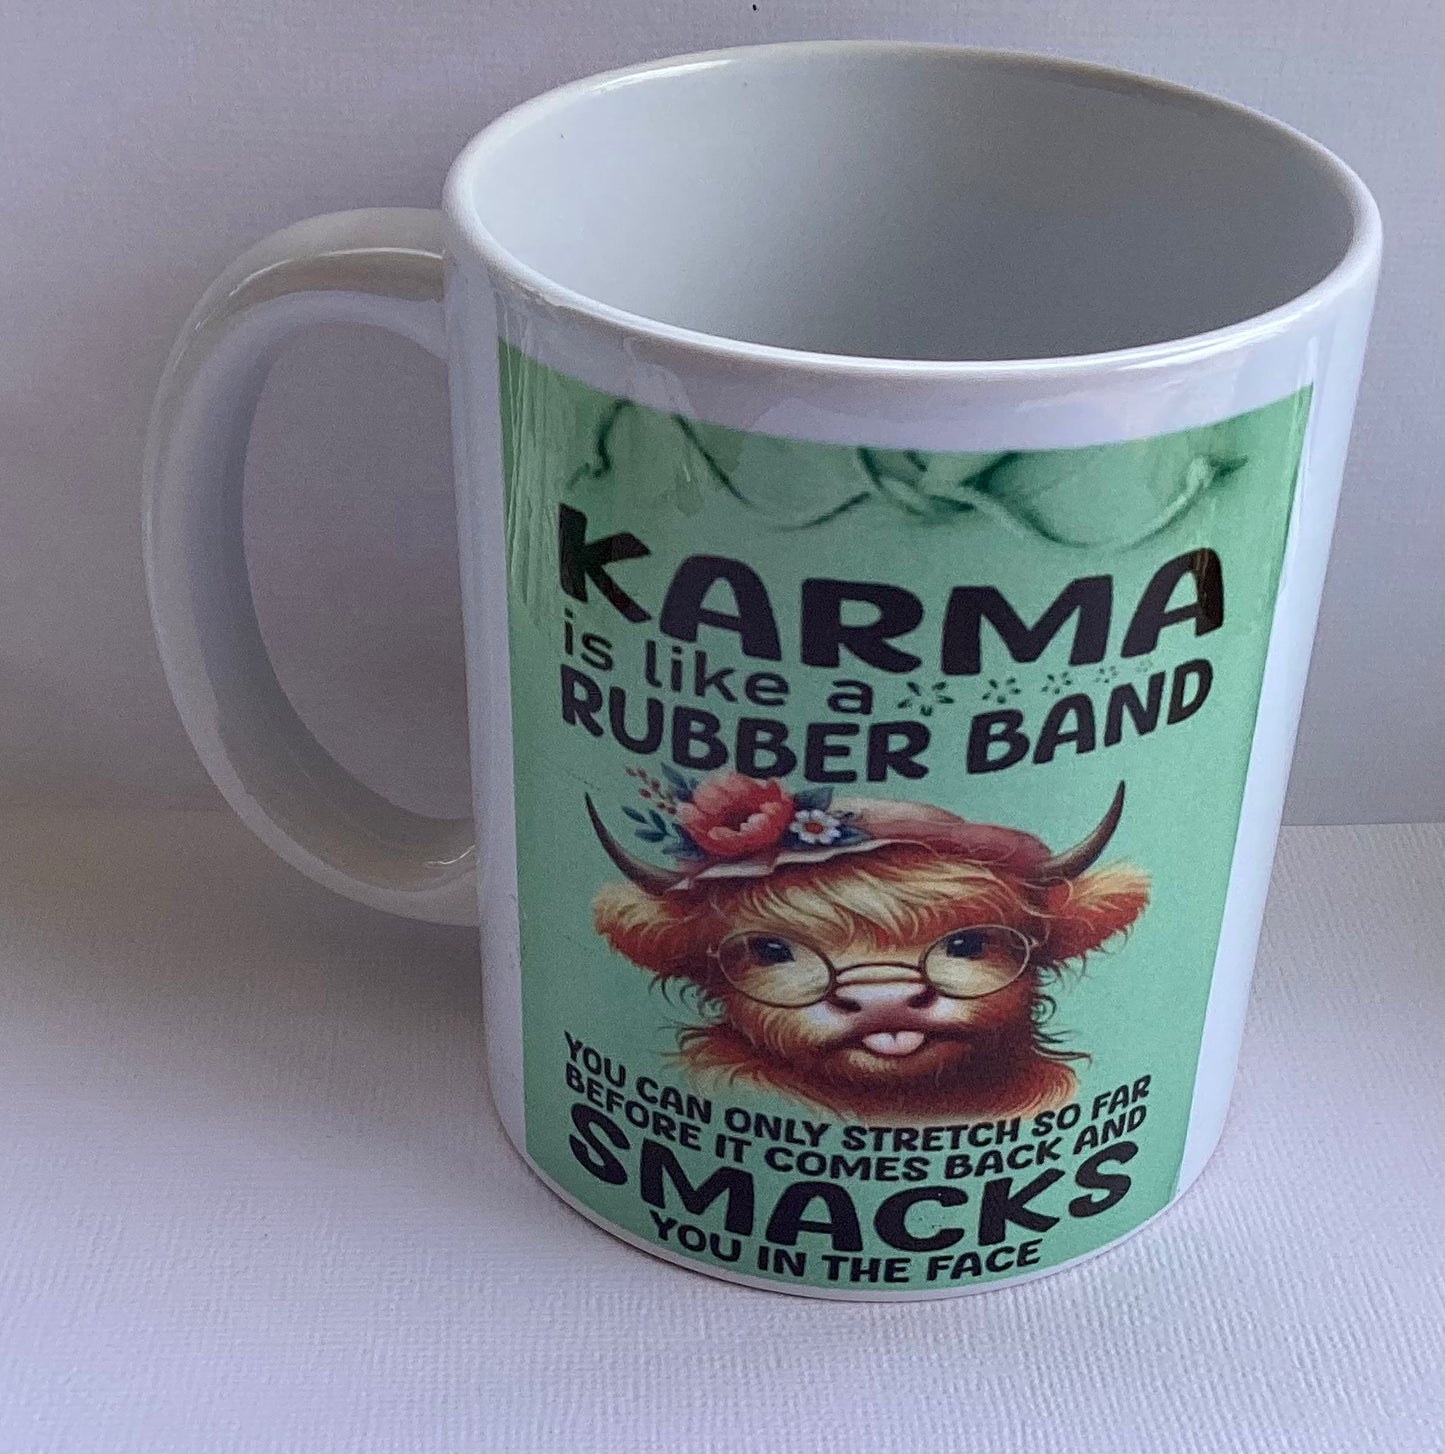 KARMA
is like a
RUBBER BAND
YOU CAN ONLY STRETCH SO FAR
BEFORE IT COMES BACK AND
SMACKS
YOU IN THE FACE